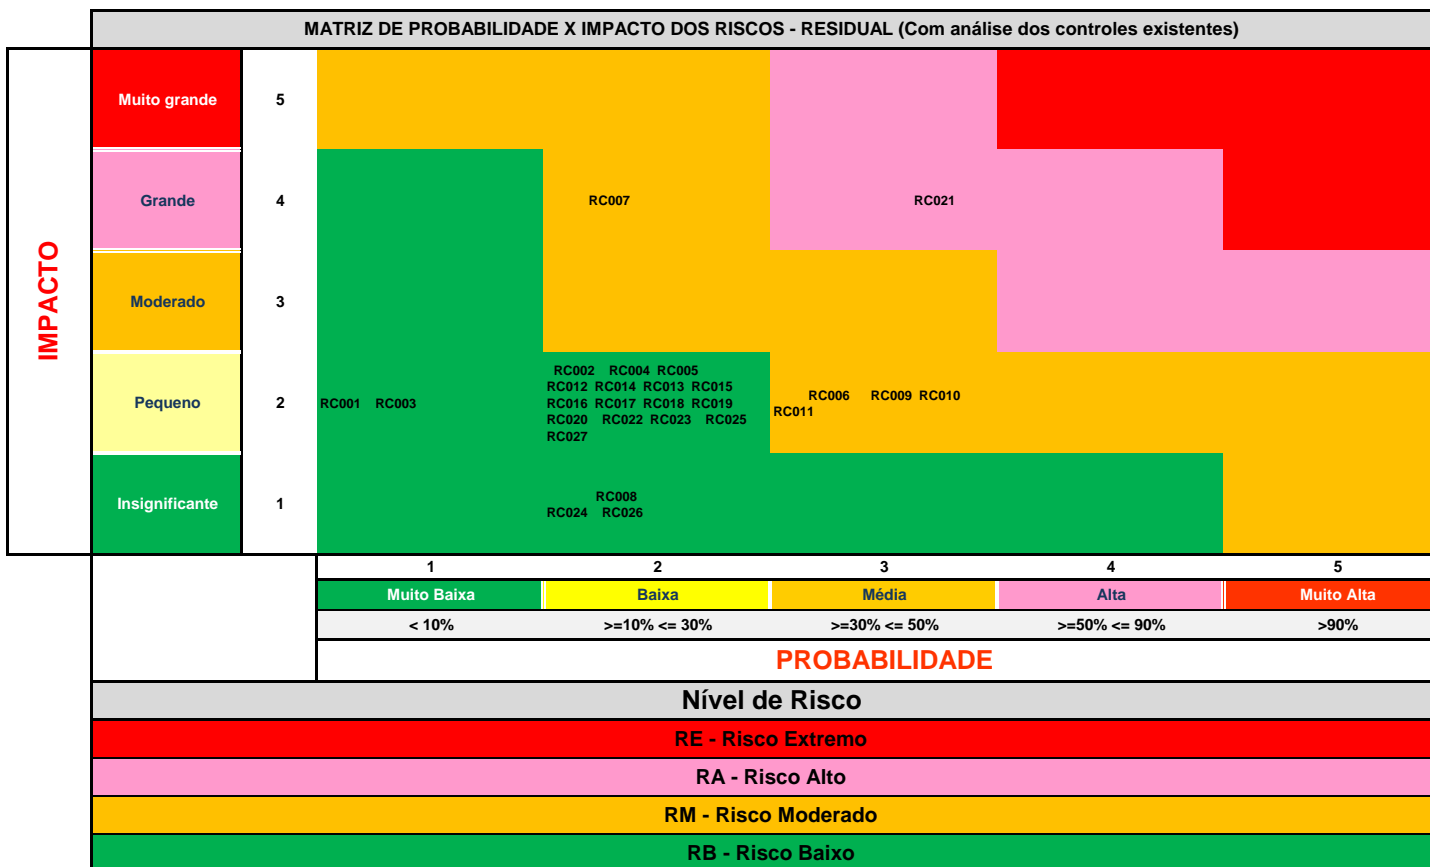 MATRIZ DE PROBABILIDADE X IMPACTO DOS RISCOS - RESIDUAL (Com análise dos controles existentes)
IMPACTO
Muito grande 5
Grande 4 RC007 RC021
Moderado 3
Pequeno 2
RC001 RC003
RC002 RC004 RC005
RC012 RC014 RC013 RC015
RC016 RC017 RC018 RC019
RC020 RC022 RC023 RC025
RC027
RC006 RC009 RC010
RC011
Insignificante 1
RC008
RC024 RC026
1 2 3 4 5
Muito Baixa Baixa Média Alta Muito Alta
< 10% >=10% <= 30% >=30% <= 50% >=50% <= 90% >90%
PROBABILIDADE
Nível de Risco
RE - Risco Extremo
RA - Risco Alto
RM - Risco Moderado
RB - Risco Baixo